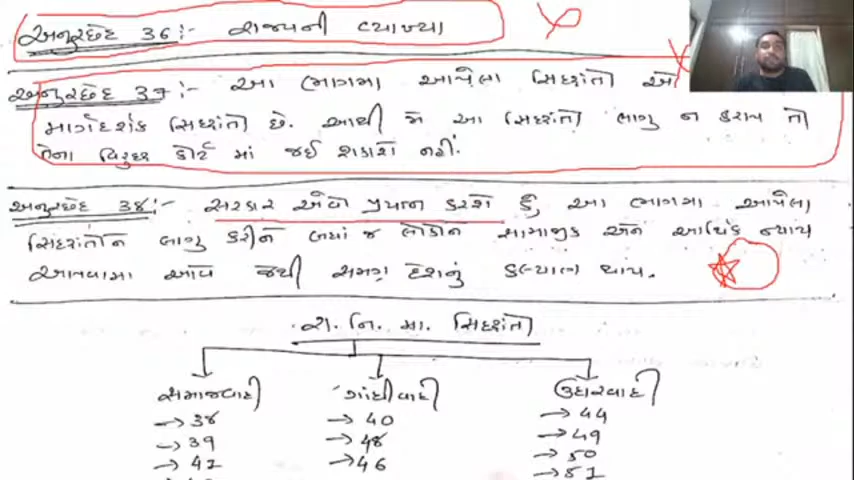 અનુચ્છેદ 36:- રાજ્યની વ્યાખ્યા
અનુચ્છેદ 37:- આ ભાગમા આપેલા સિદ્ધાંતો એ
માર્ગદર્શક સિદ્ધાંતો છે. આથી જે આ સિદ્ધાંતો લાગુ ન કરાય તો
તેના વિરુદ્ધ કોર્ટ માં જઈ શકાશે નહીં.
અનુચ્છેદ 38:- સરકાર એવો પ્રયાન કરશે કે આ ભાગમા આપેલા
સિદ્ધાંતોને લાગુ કરીને બધાં જ લોકોને સામાજીક અને આર્થિક ન્યાય
આપવામા આવે જેથી સમગ્ર દેશનું કલ્યાણ થાય.
રા. નિ. મા. સિદ્ધાંતો
સમાજવાદી ગાંધીવાદી ઉદારવાદી
→ 38 → 40 → 44
→ 39 → 48 → 49
→ 41 → 46 → 50
→ 51